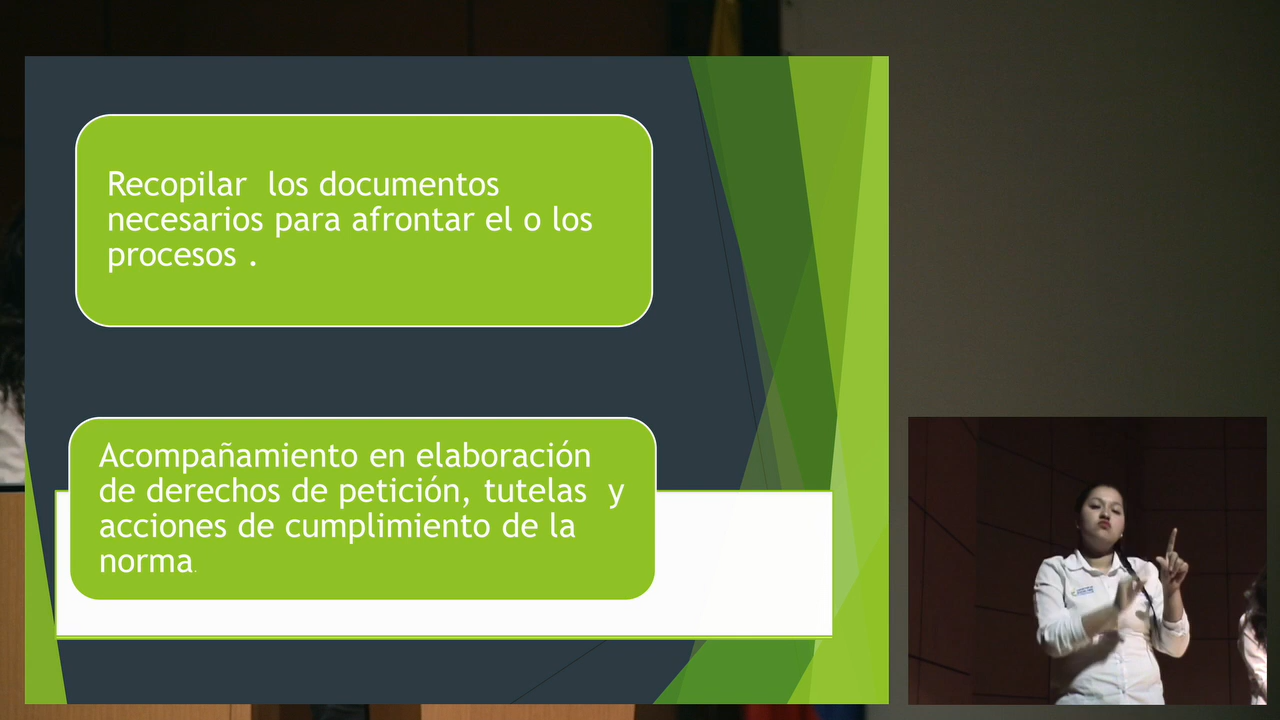 Recopilar  los documentos
necesarios para afrontar el o los
procesos .
Acompañamiento en elaboración
de derechos de petición, tutelas  y
acciones de cumplimiento de la
norma.